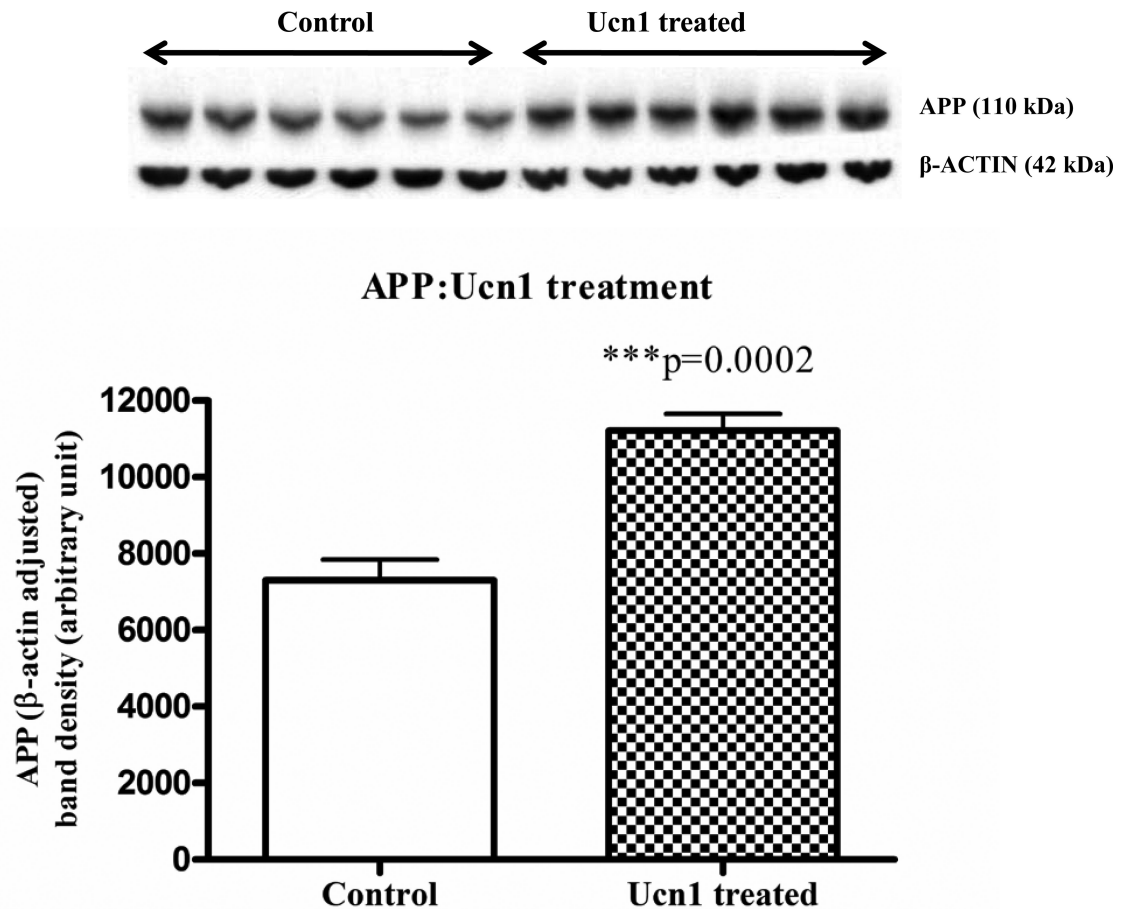 Control Ucn1 treated
APP (110 kDa)
β-ACTIN (42 kDa)
APP:Ucn1 treatment
***p=0.0002
12000
10000
8000
6000
4000
2000
0
APP (β-actin adjusted)
band density (arbitrary unit)
Control Ucn1 treated